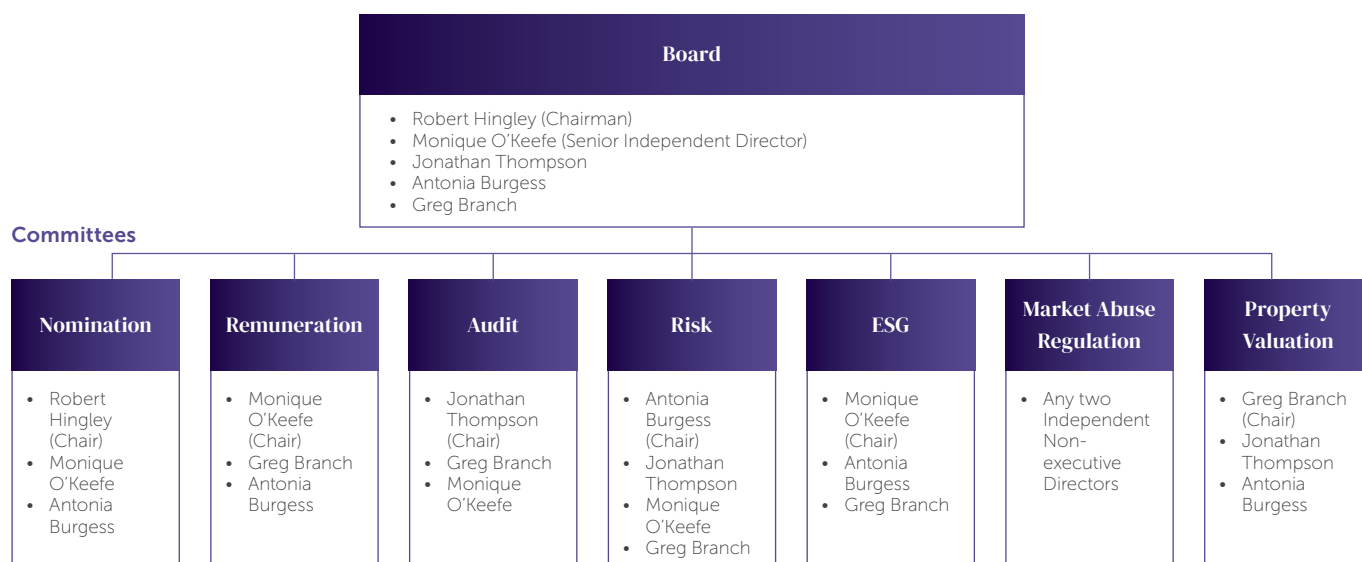 Board
• Robert Hingley (Chairman)
• Monique O'Keefe (Senior Independent Director)
• Jonathan Thompson
• Antonia Burgess
• Greg Branch
Committees
Nomination
• Robert
Hingley
(Chair)
• Monique
O'Keefe
• Antonia
Burgess
Remuneration
• Monique
O'Keefe
(Chair)
• Greg Branch
• Antonia
Burgess
Audit
• Jonathan
Thompson
(Chair)
• Greg Branch
• Monique
O'Keefe
Risk
• Antonia
Burgess
(Chair)
• Jonathan
Thompson
• Monique
O'Keefe
• Greg Branch
ESG
• Monique
O'Keefe
(Chair)
• Antonia
Burgess
• Greg Branch
Market Abuse
Regulation
• Any two
Independent
Non-
executive
Directors
Property
Valuation
• Greg Branch
(Chair)
• Jonathan
Thompson
• Antonia
Burgess